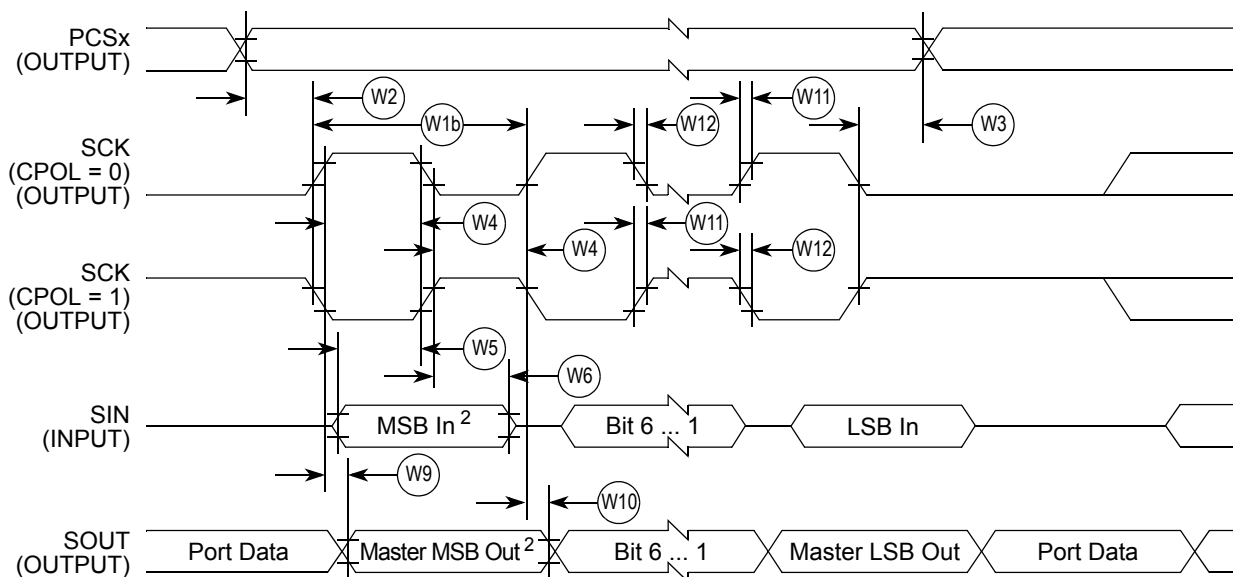 PCSx
(OUTPUT)
W2
W11
W1b
W12
W3
SCK
(CPOL = 0)
(OUTPUT)
W4
W11
W4
W12
SCK
(CPOL = 1)
(OUTPUT)
W5
W6
SIN
(INPUT)
MSB In 2
Bit 6 ... 1
LSB In
W9
W10
SOUT
(OUTPUT)
Port Data
Master MSB Out 2
Bit 6 ... 1
Master LSB Out
Port Data